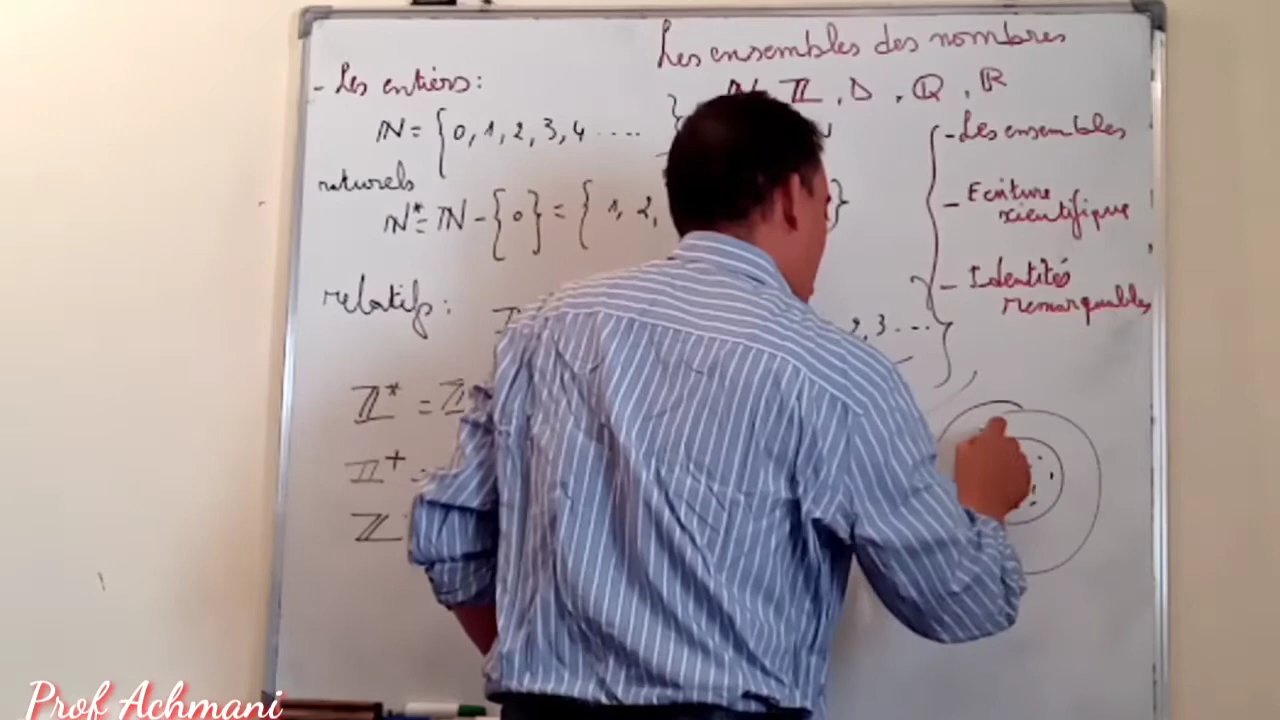 Les ensembles des nombres
ℤ, D, ℚ, ℝ
- Les entiers:
ℕ = {0, 1, 2, 3, 4 ..... }
naturels
ℕ* = ℕ - {0} = { 1, 2, }
relatifs:
2, 3 ... }
ℤ* = ℤ
ℤ+ =
ℤ
- Les ensembles
- Ecriture
scientifique
- Identités
remarquables
Prof Achmani